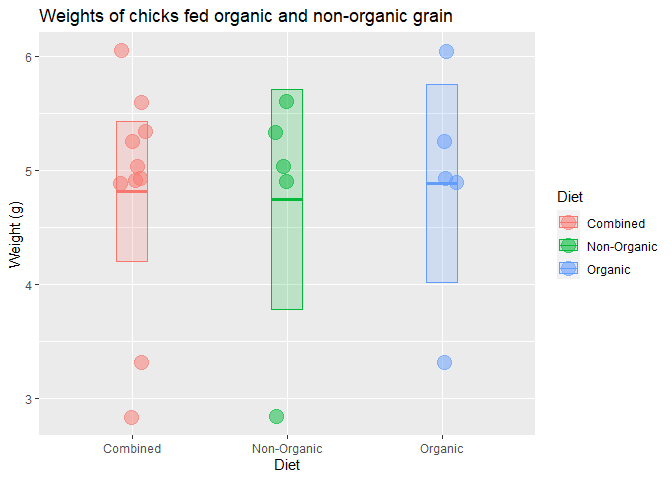 Weights of chicks fed organic and non-organic grain
6
5
4
3
Weight (g)
Combined
Non-Organic
Organic
Diet
Diet
Combined
Non-Organic
Organic